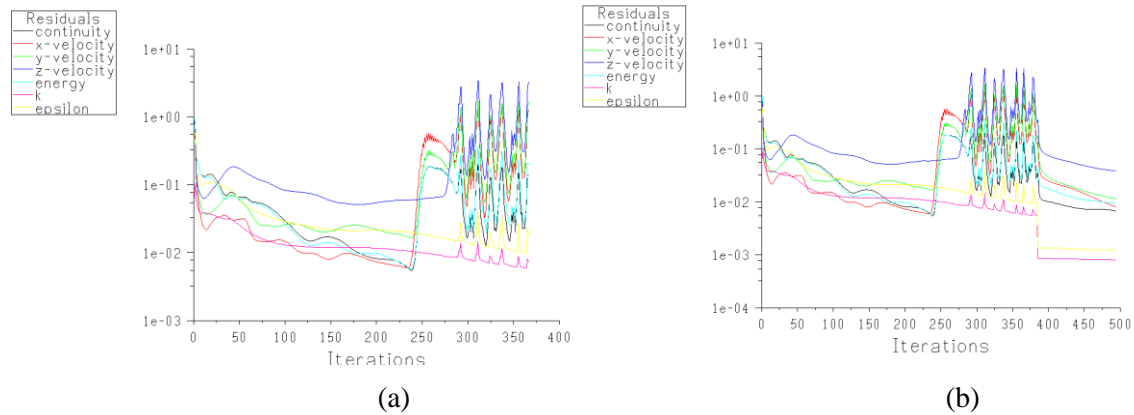 Residuals
continuity
x-velocity
y-velocity
z-velocity
energy
k
epsilon
1e+01
1e+00
1e-01
1e-02
1e-03
0
50
100
150
200
250
300
350
400
Iterations
(a)
Residuals
continuity
x-velocity
y-velocity
z-velocity
energy
k
epsilon
1e+01
1e+00
1e-01
1e-02
1e-03
1e-04
0
50
100
150
200
250
300
350
400
450
500
Iterations
(b)